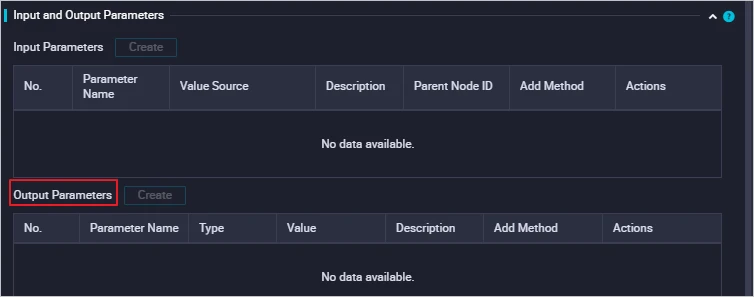 Input and Output Parameters ?
Input Parameters Create
No. Parameter Name Value Source Description Parent Node ID Add Method Actions
No data available.
Output Parameters Create
No. Parameter Name Type Value Description Add Method Actions
No data available.